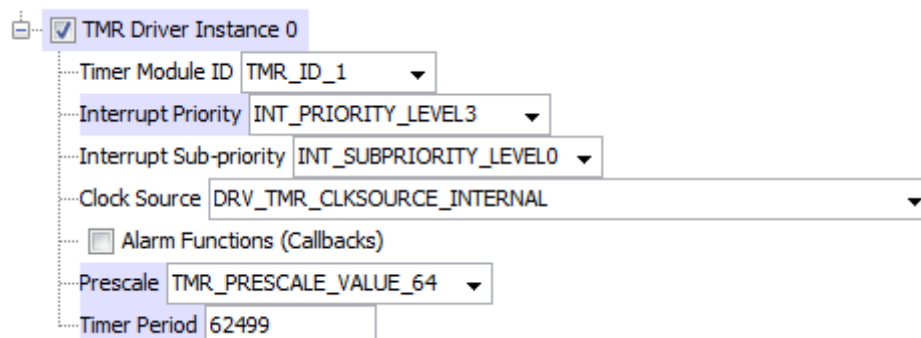 TMR Driver Instance 0
Timer Module ID TMR_ID_1
Interrupt Priority INT_PRIORITY_LEVEL3
Interrupt Sub-priority INT_SUBPRIORITY_LEVEL0
Clock Source DRV_TMR_CLKSOURCE_INTERNAL
Alarm Functions (Callbacks)
Prescale TMR_PRESCALE_VALUE_64
Timer Period 62499